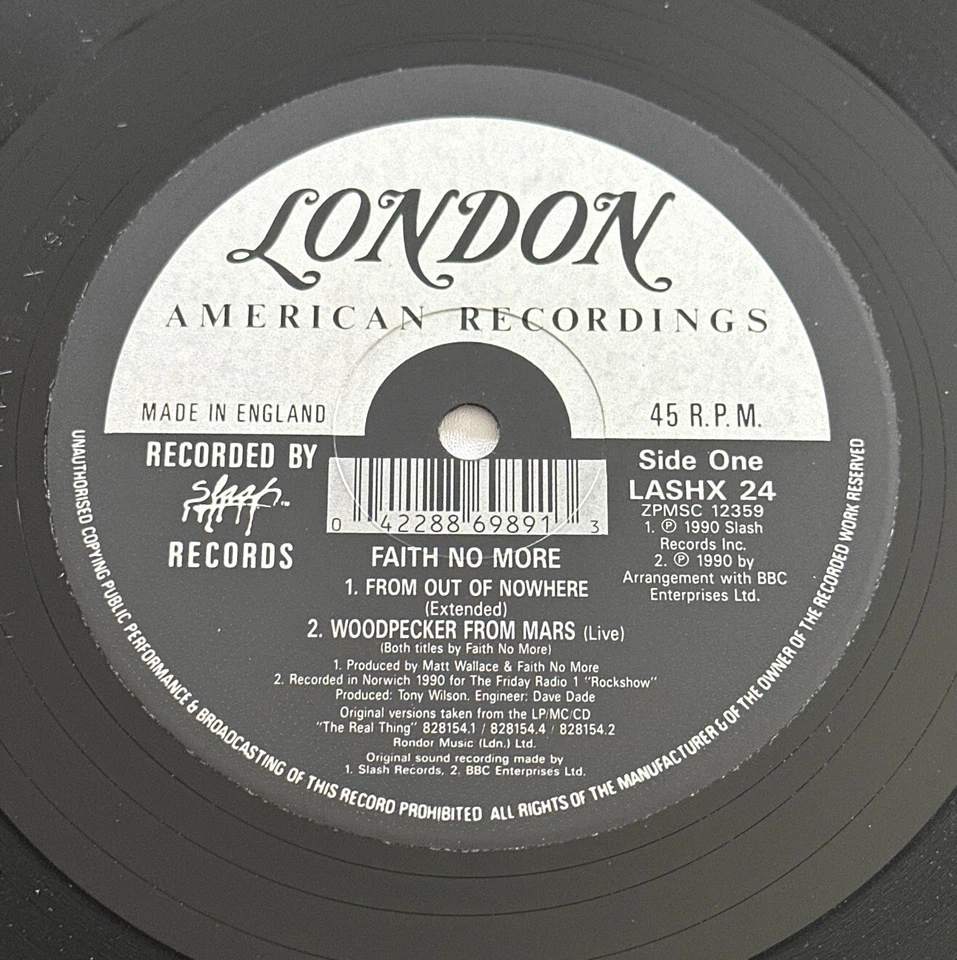 LONDON
AMERICAN RECORDINGS
MADE IN ENGLAND
45 R.P.M.
RECORDED BY
Slash™
RECORDS
0 42288 69891 3
Side One
LASHX 24
ZPMSC 12359
1. ℗ 1990 Slash
Records Inc.
2. ℗ 1990 by
Arrangement with BBC
Enterprises Ltd.
FAITH NO MORE
1. FROM OUT OF NOWHERE
(Extended)
2. WOODPECKER FROM MARS (Live)
(Both titles by Faith No More)
1. Produced by Matt Wallace & Faith No More
2. Recorded in Norwich 1990 for The Friday Radio 1 "Rockshow"
Produced: Tony Wilson. Engineer: Dave Dade
Original versions taken from the LP/MC/CD
"The Real Thing" 828154.1 / 828154.4 / 828154.2
Rondor Music (Ldn.) Ltd.
Original sound recording made by
1. Slash Records, 2. BBC Enterprises Ltd.
UNAUTHORISED COPYING PUBLIC PERFORMANCE & BROADCASTING OF THIS RECORD PROHIBITED ALL RIGHTS OF THE MANUFACTURER & OF THE OWNER OF THE RECORDED WORK RESERVED